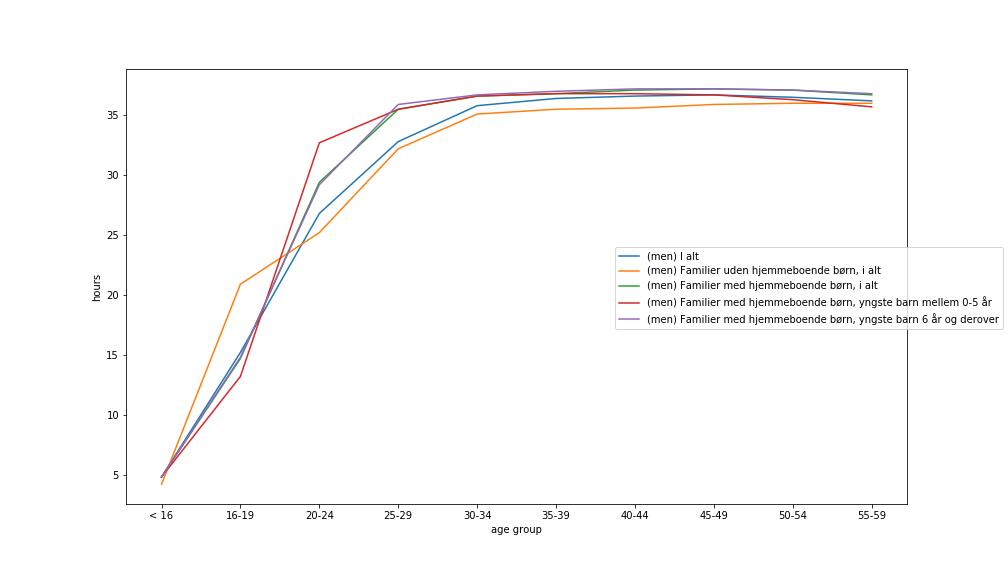 35
30
25
20
15
10
5
hours
(men) I alt
(men) Familier uden hjemmeboende børn, i alt
(men) Familier med hjemmeboende børn, i alt
(men) Familier med hjemmeboende børn, yngste barn mellem 0-5 år
(men) Familier med hjemmeboende børn, yngste barn 6 år og derover
< 16 16-19 20-24 25-29 30-34 35-39 40-44 45-49 50-54 55-59
age group